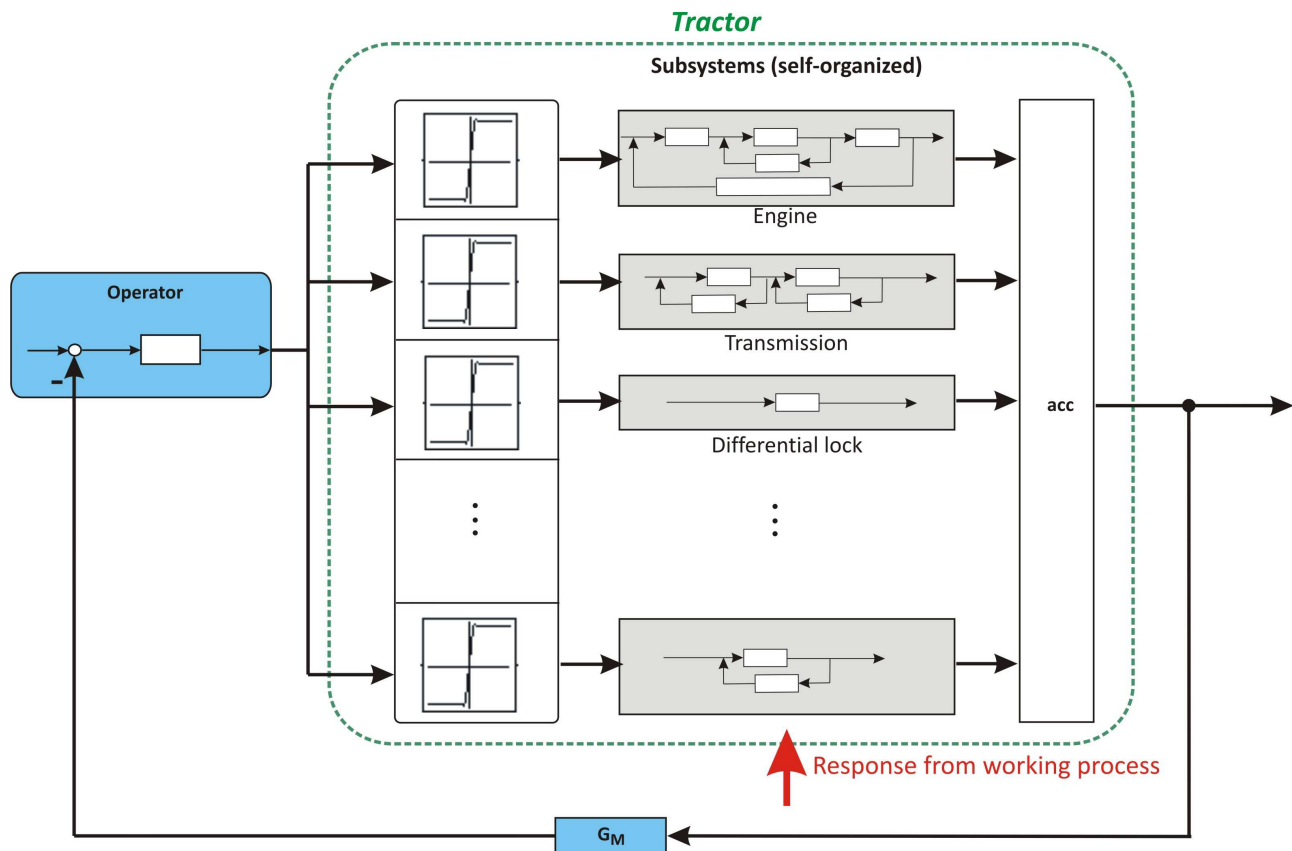 Tractor
Subsystems (self-organized)
Engine
Operator
Transmission
-
acc
Differential lock
⋮ ⋮
Response from working process
GM